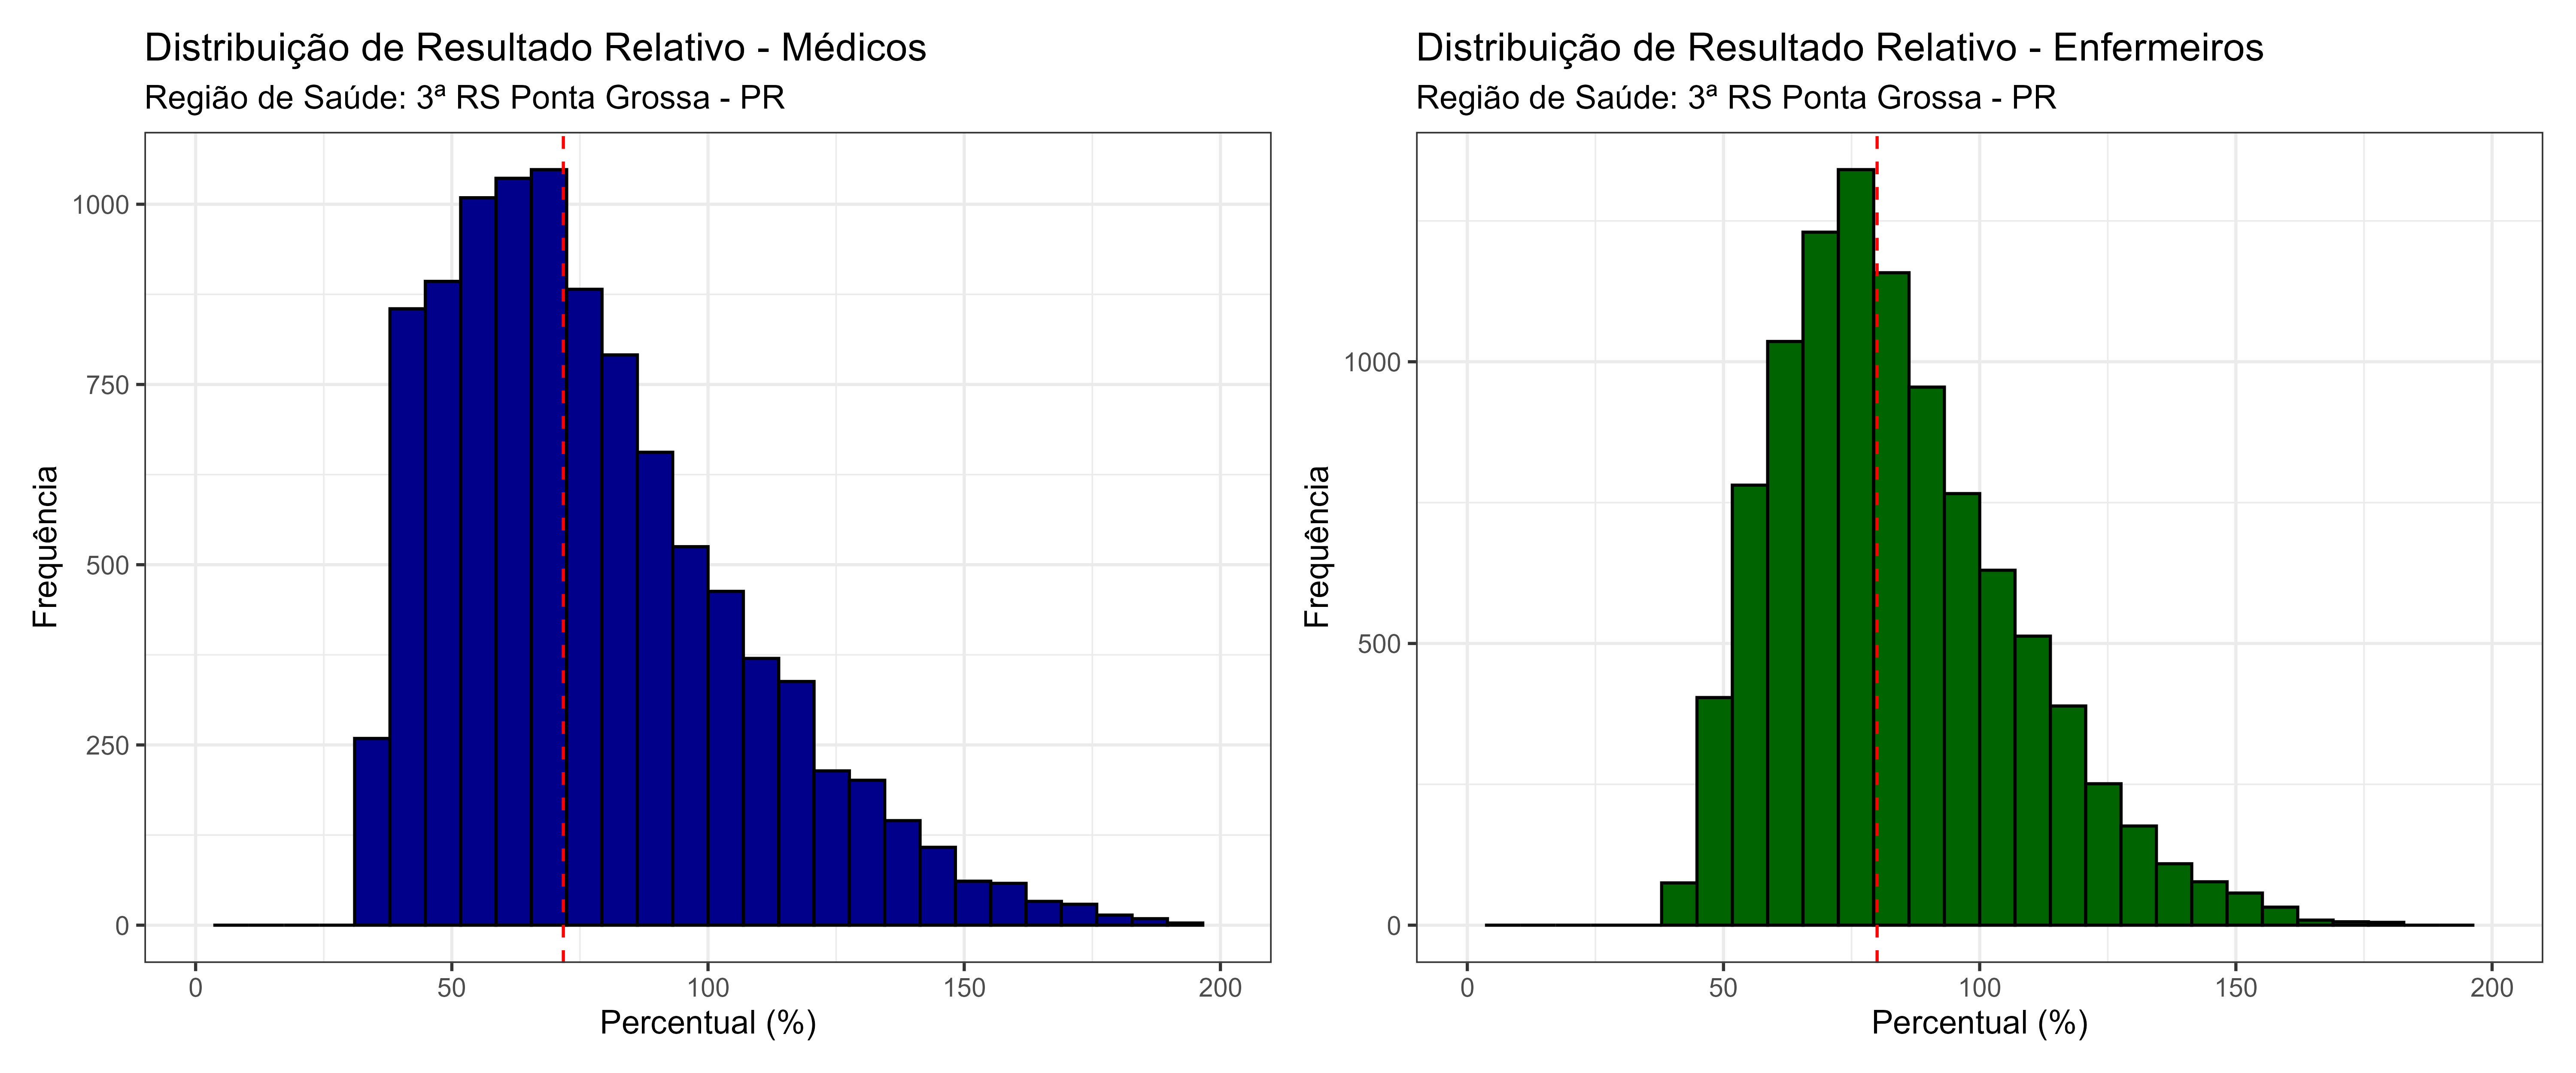 Distribuição de Resultado Relativo - Médicos
Região de Saúde: 3ª RS Ponta Grossa - PR
1000
750
500
250
0
Frequência
0 50 100 150 200
Percentual (%)
Distribuição de Resultado Relativo - Enfermeiros
Região de Saúde: 3ª RS Ponta Grossa - PR
1000
500
0
Frequência
0 50 100 150 200
Percentual (%)